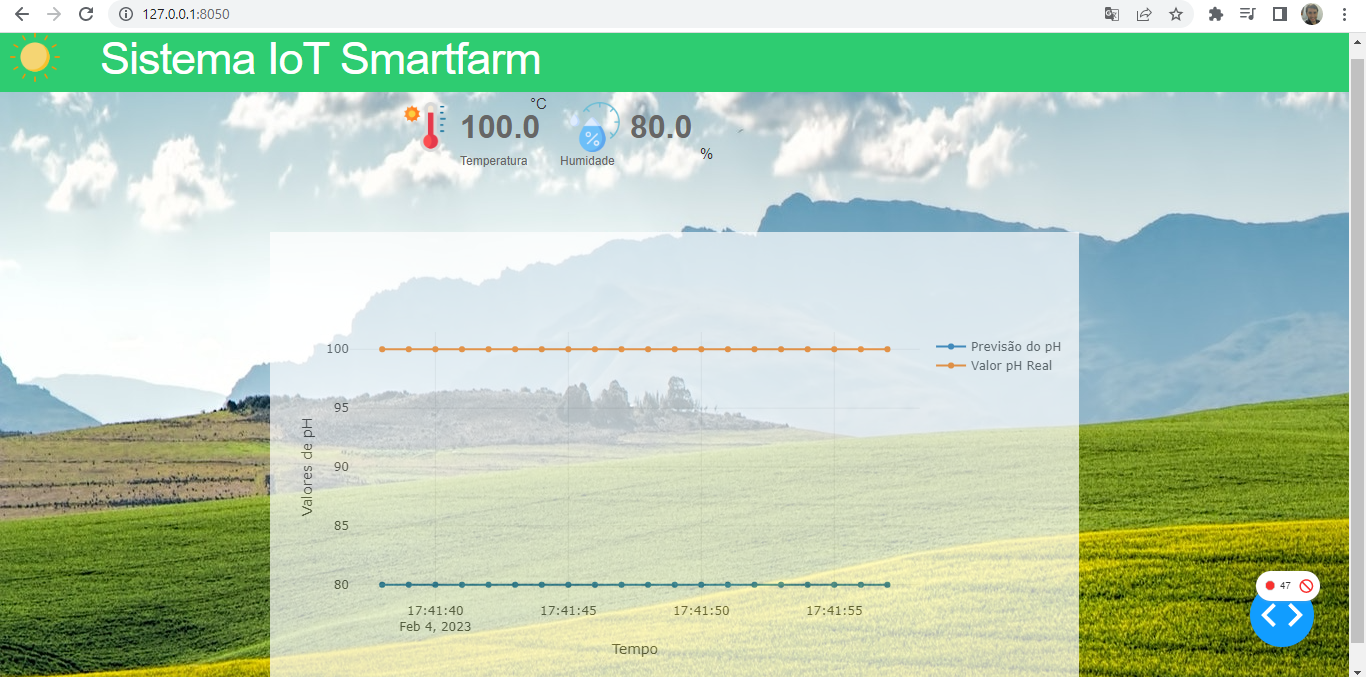 127.0.0.1:8050
Sistema IoT Smartfarm
°C
100.0
80.0
%
%
Temperatura
Humidade
100
95
90
85
80
Valores de pH
Previsão do pH
Valor pH Real
17:41:40
17:41:45
17:41:50
17:41:55
Feb 4, 2023
Tempo
47